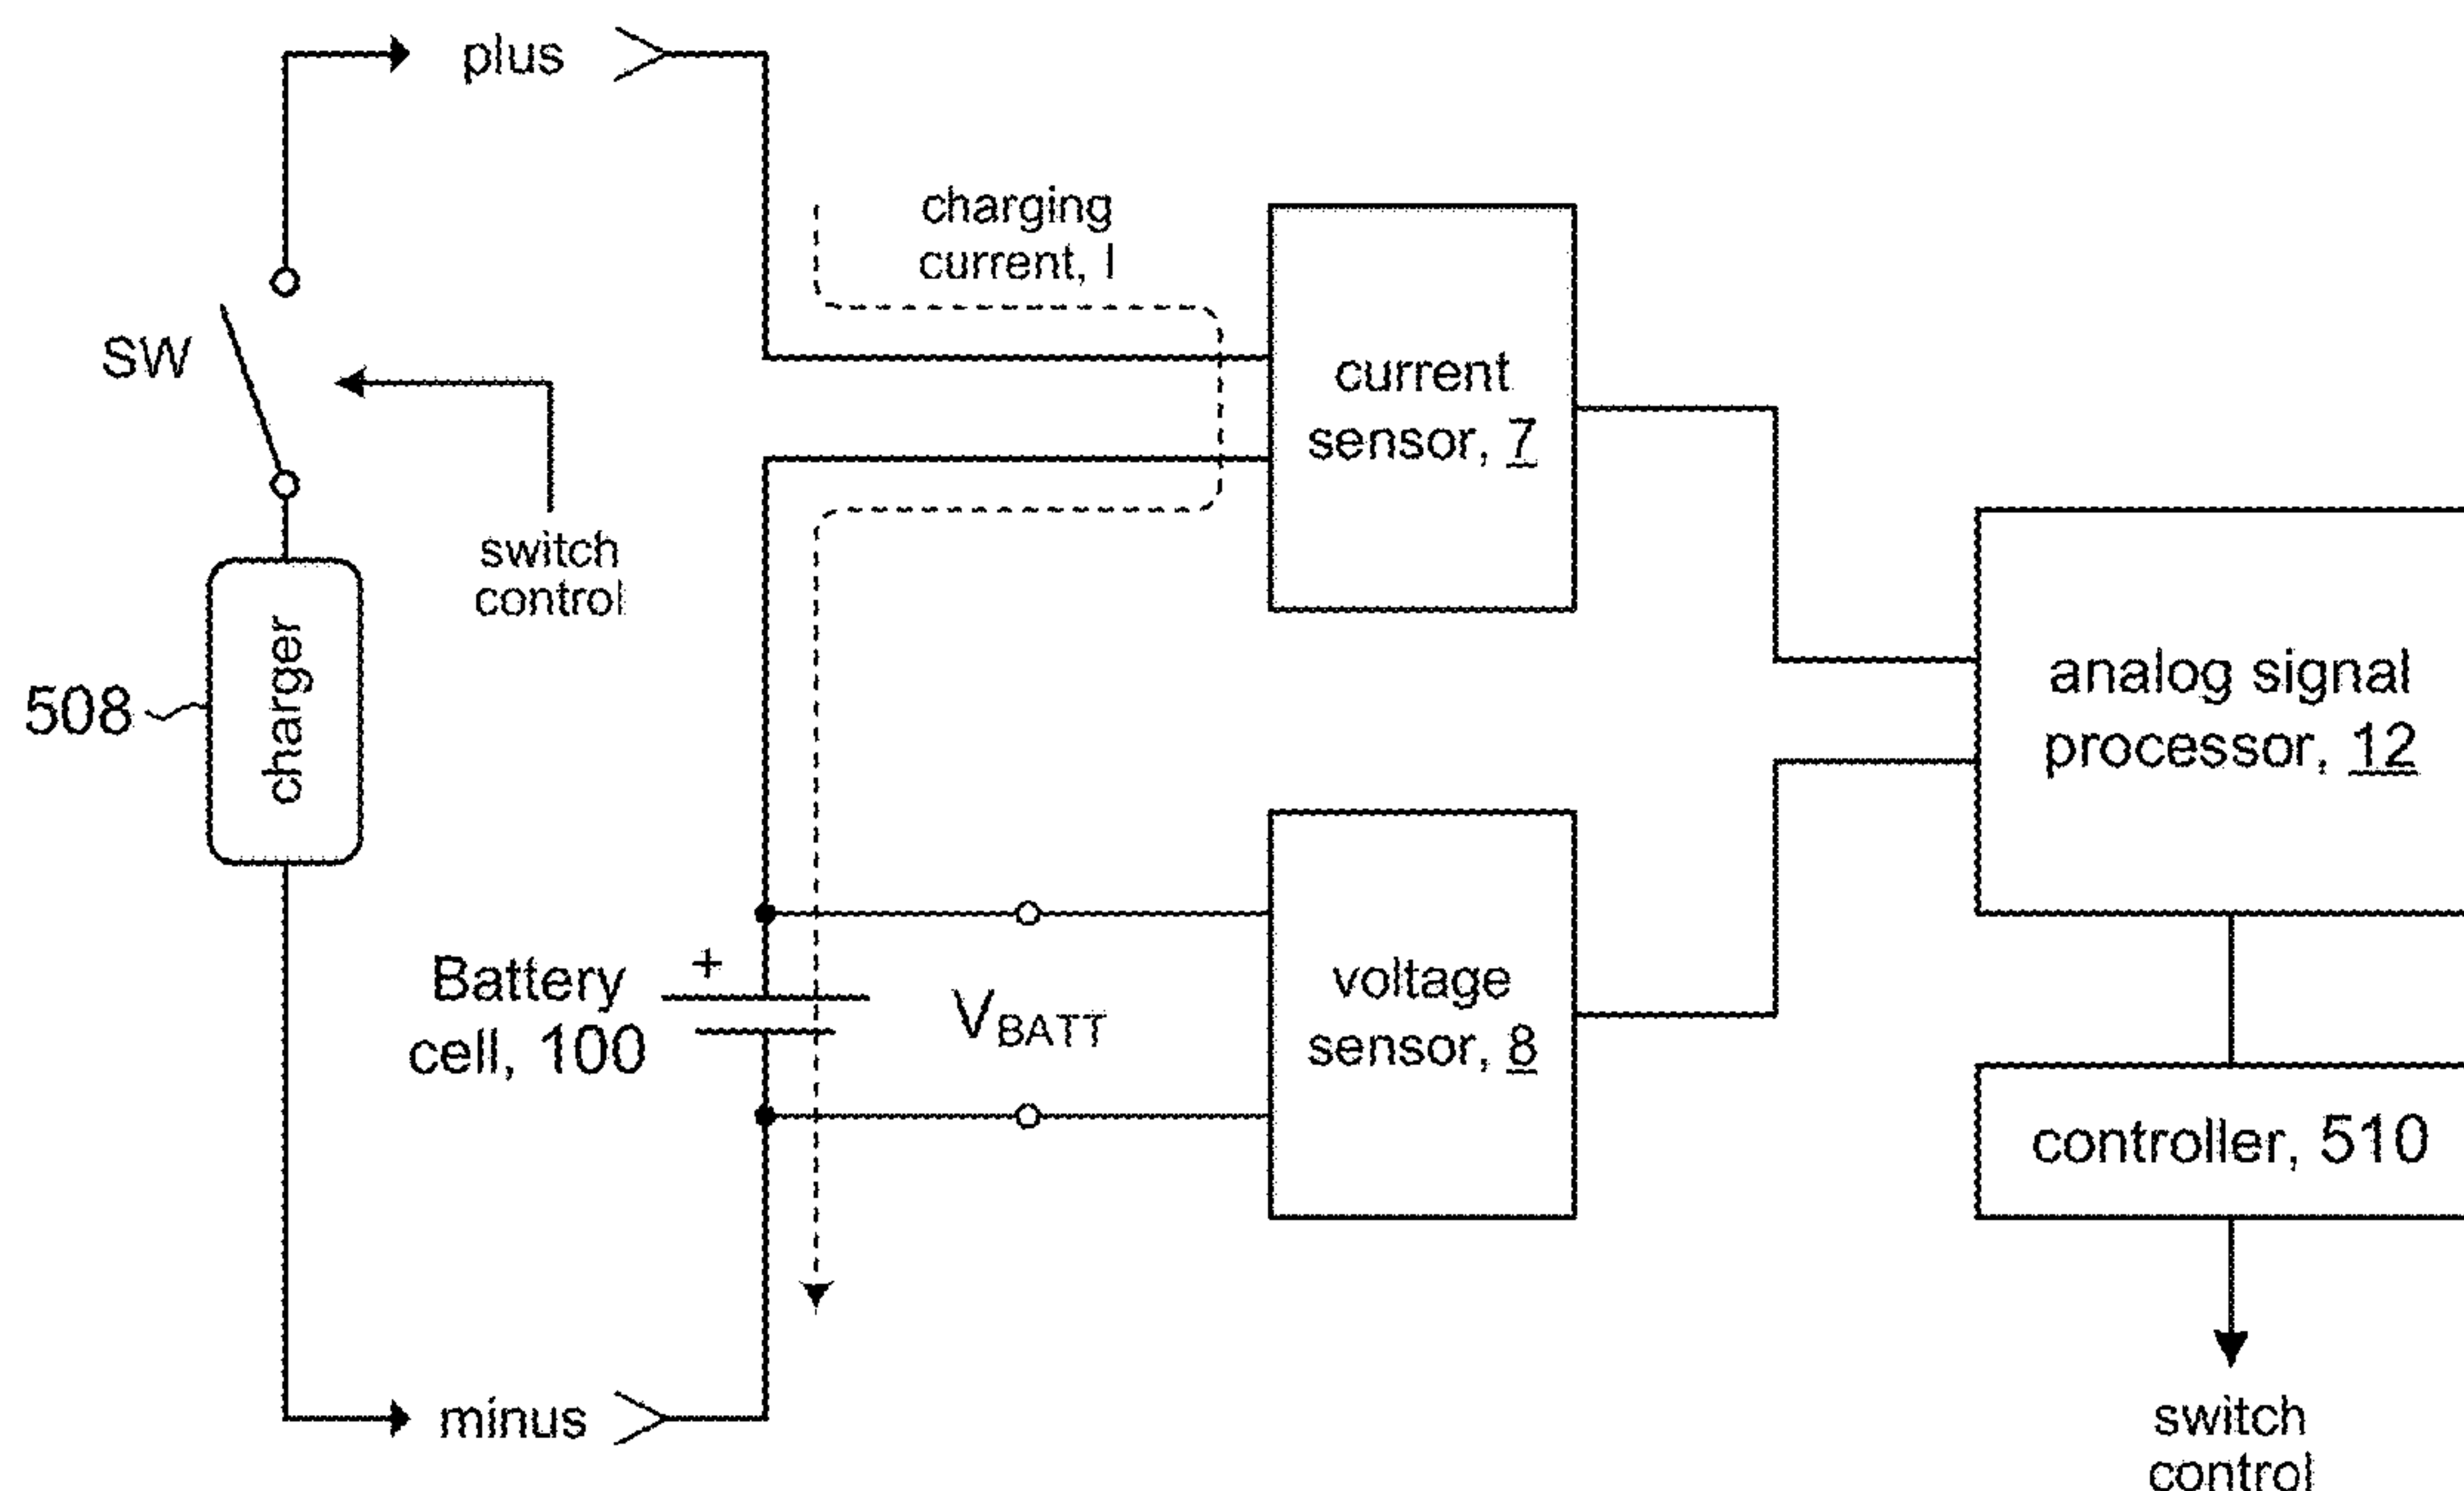 plus
charging
current, I
SW
current
sensor, 7
switch
control
charger
508
analog signal
processor, 12
+
Battery
cell, 100
VBATT
voltage
sensor, 8
controller, 510
minus
switch
control